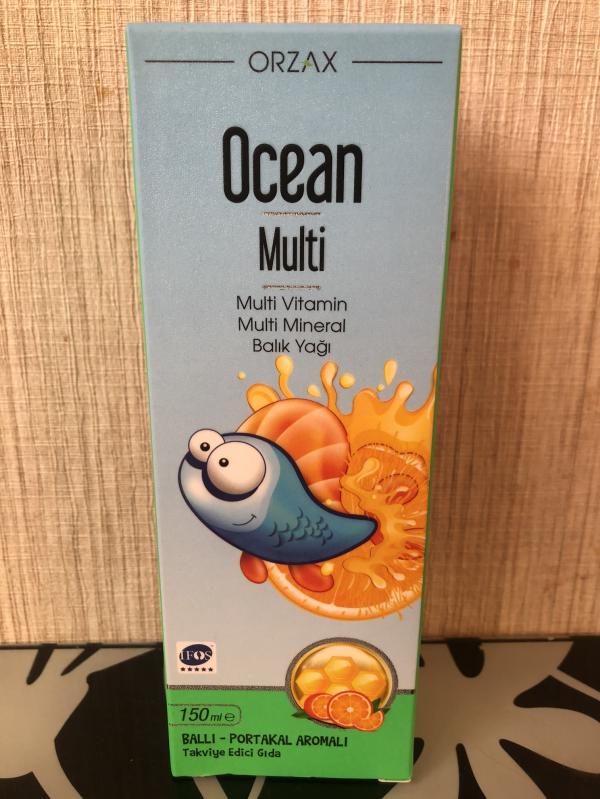 ORZAX
Ocean
Multi
Multi Vitamin
Multi Mineral
Balık Yağı
IFOS
150 ml e
BALLI - PORTAKAL AROMALI
Takviye Edici Gıda